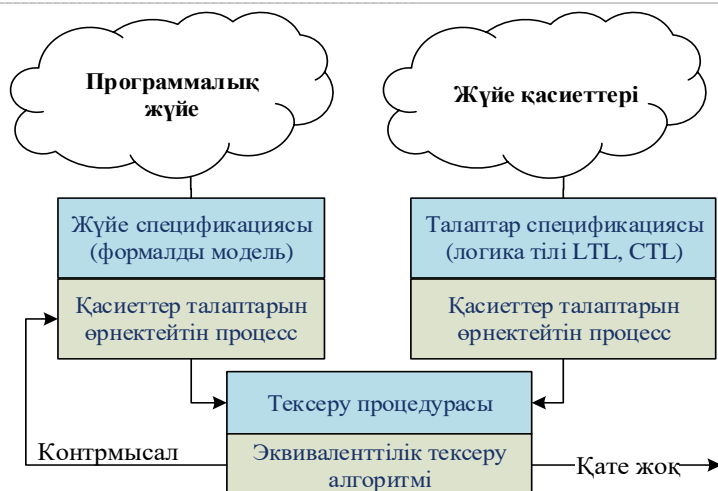 Программалық
жүйе
Жүйе қасиеттері
Жүйе спецификациясы
(формалды модель)
Талаптар спецификациясы
(логика тілі LTL, CTL)
Қасиеттер талаптарын
өрнектейтін процесс
Қасиеттер талаптарын
өрнектейтін процесс
Тексеру процедурасы
Контрмысал
Эквиваленттілік тексеру
алгоритмі
Қате жоқ